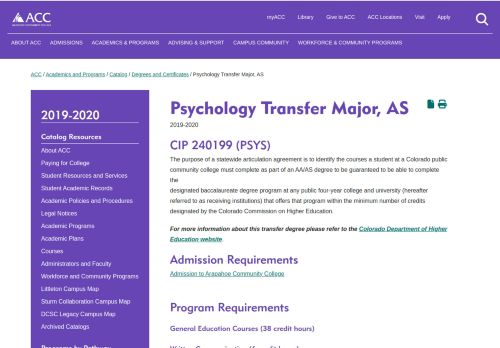 ACC
myACC Library Give to ACC ACC Locations Visit Apply
ABOUT ACC ADMISSIONS ACADEMICS & PROGRAMS ADVISING & SUPPORT CAMPUS COMMUNITY WORKFORCE & COMMUNITY PROGRAMS
ACC / Academics and Programs / Catalog / Degrees and Certificates / Psychology Transfer Major, AS
2019-2020
Catalog Resources
About ACC
Paying for College
Student Resources and Services
Student Academic Records
Academic Policies and Procedures
Legal Notices
Academic Programs
Academic Plans
Courses
Administrators and Faculty
Workforce and Community Programs
Littleton Campus Map
Sturm Collaboration Campus Map
DCSC Legacy Campus Map
Archived Catalogs
Programs by Pathway
Psychology Transfer Major, AS
2019-2020
CIP 240199 (PSYS)
The purpose of a statewide articulation agreement is to identify the courses a student at a Colorado public
community college must complete as part of an AA/AS degree to be guaranteed to be able to complete
the
designated baccalaureate degree program at any public four-year college and university (hereafter
referred to as receiving institutions) that offers that program within the minimum number of credits
designated by the Colorado Commission on Higher Education.
For more information about this transfer degree please refer to the Colorado Department of Higher
Education website
Admission Requirements
Admission to Arapahoe Community College
Program Requirements
General Education Courses (38 credit hours)